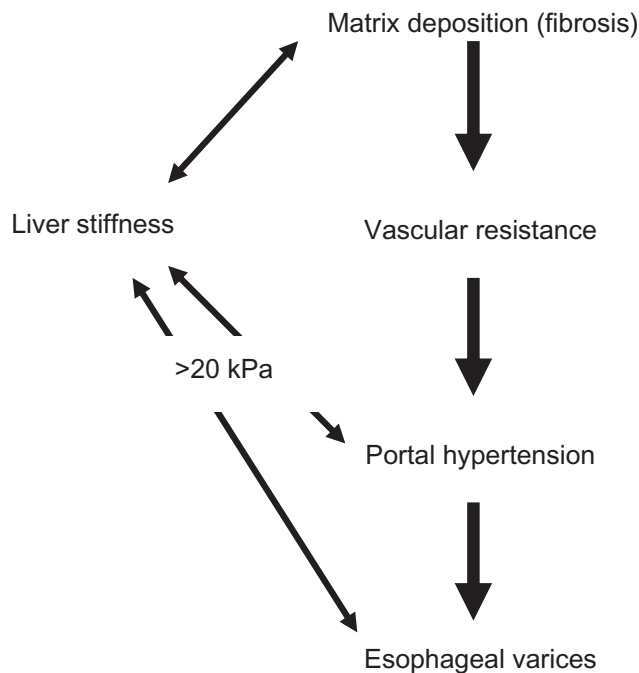 Matrix deposition (fibrosis)
Liver stiffness
Vascular resistance
>20 kPa
Portal hypertension
Esophageal varices